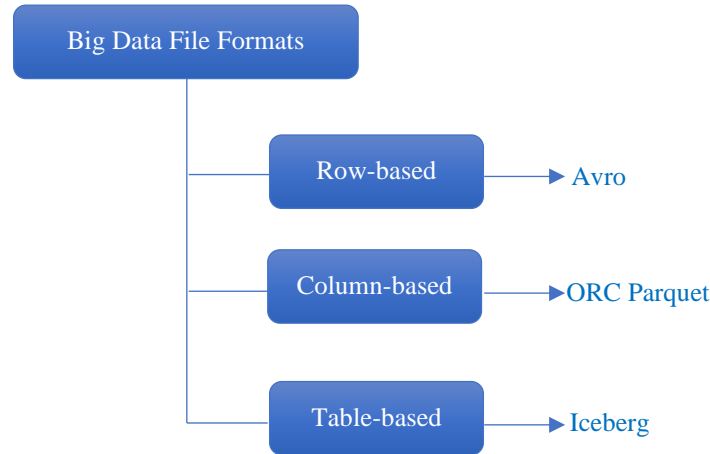 Big Data File Formats
Row-based
Avro
Column-based
ORC Parquet
Table-based
Iceberg